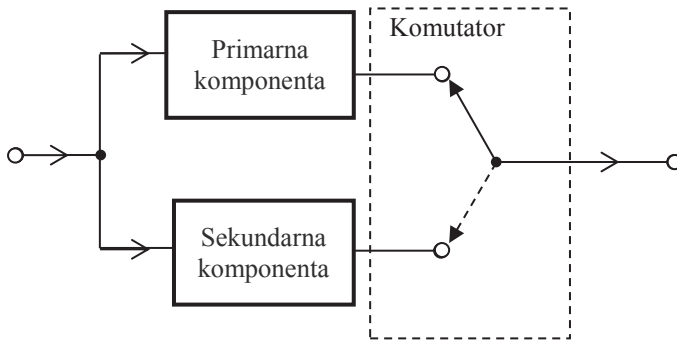 Primarna
komponenta
Komutator
Sekundarna
komponenta